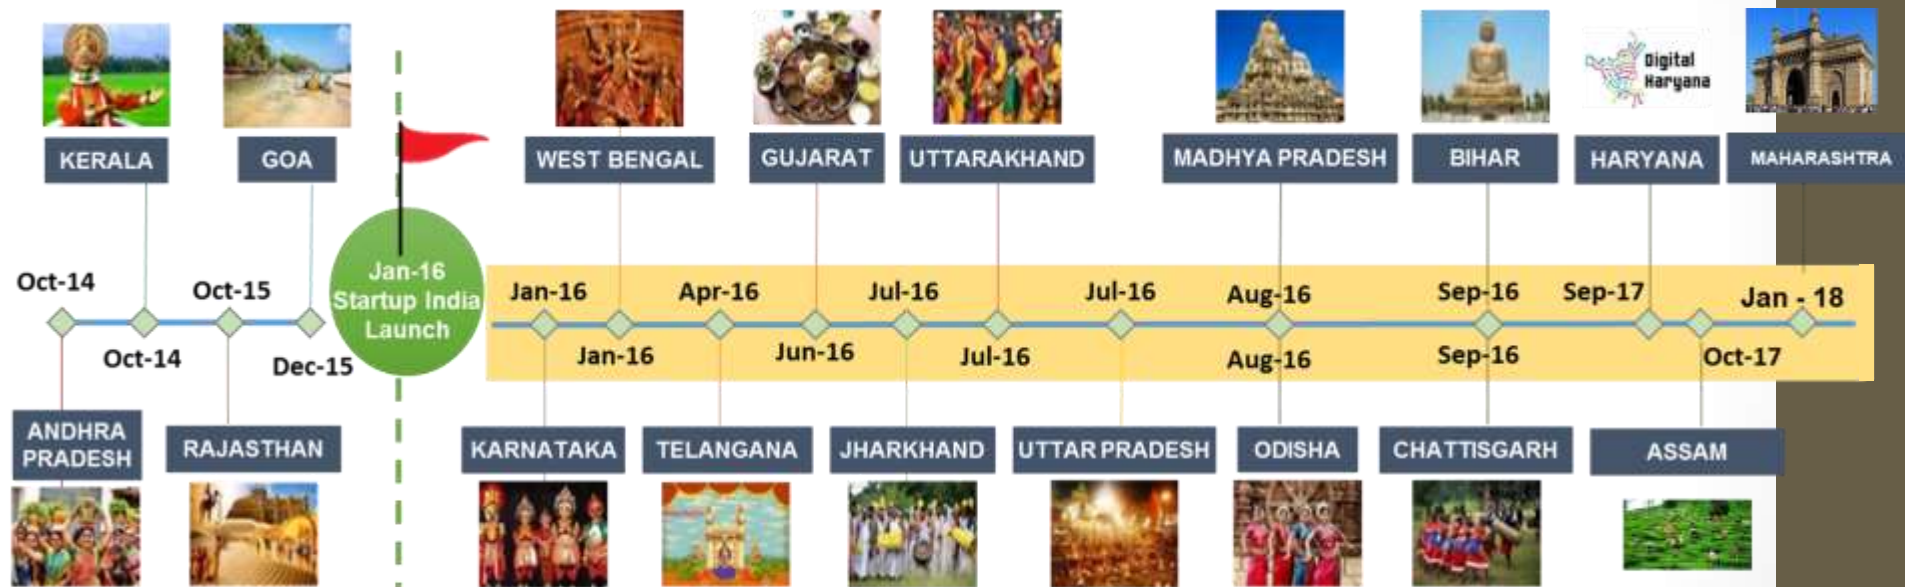 Digital
Haryana
KERALA
GOA
WEST BENGAL
GUJARAT
UTTARAKHAND
MADHYA PRADESH
BIHAR
HARYANA
MAHARASHTRA
Oct-14
Oct-15
Jan-16
Startup India
Launch
Jan-16
Apr-16
Jul-16
Jul-16
Aug-16
Sep-16
Sep-17
Jan - 18
Oct-14
Dec-15
Jan-16
Jun-16
Jul-16
Aug-16
Sep-16
Oct-17
ANDHRA
PRADESH
RAJASTHAN
KARNATAKA
TELANGANA
JHARKHAND
UTTAR PRADESH
ODISHA
CHATTISGARH
ASSAM